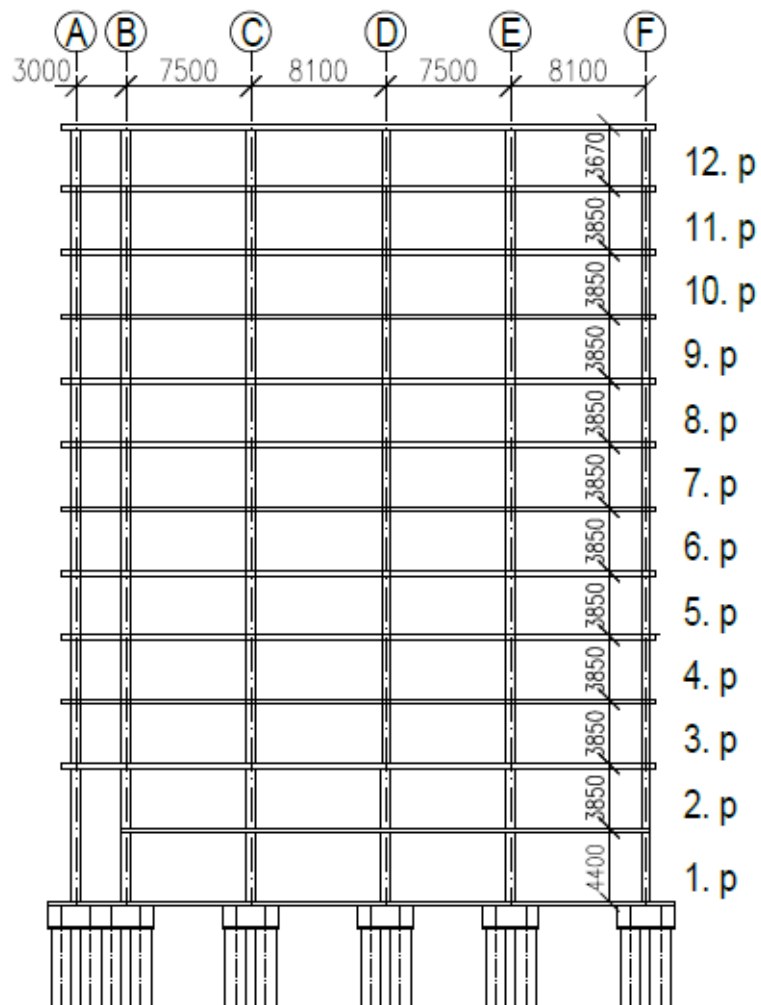 A B C D E F
3000 7500 8100 7500 8100
3670 12. p
3850 11. p
3850 10. p
3850 9. p
3850 8. p
3850 7. p
3850 6. p
3850 5. p
3850 4. p
3850 3. p
3850 2. p
4400 1. p